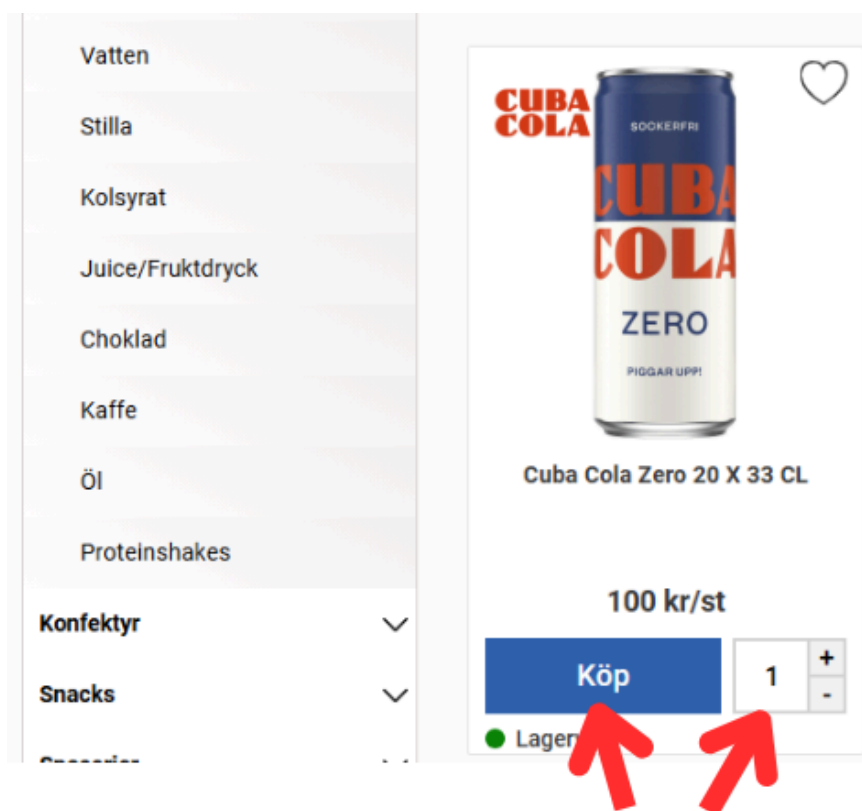 Vatten
Stilla
Kolsyrat
Juice/Fruktdryck
Choklad
Kaffe
Öl
Proteinshakes
Konfektyr
Snacks
CUBA
COLA
SOCKERFRI
CUBA
COLA
ZERO
PIGGAR UPP!
Cuba Cola Zero 20 X 33 CL
100 kr/st
Köp
1
+
-